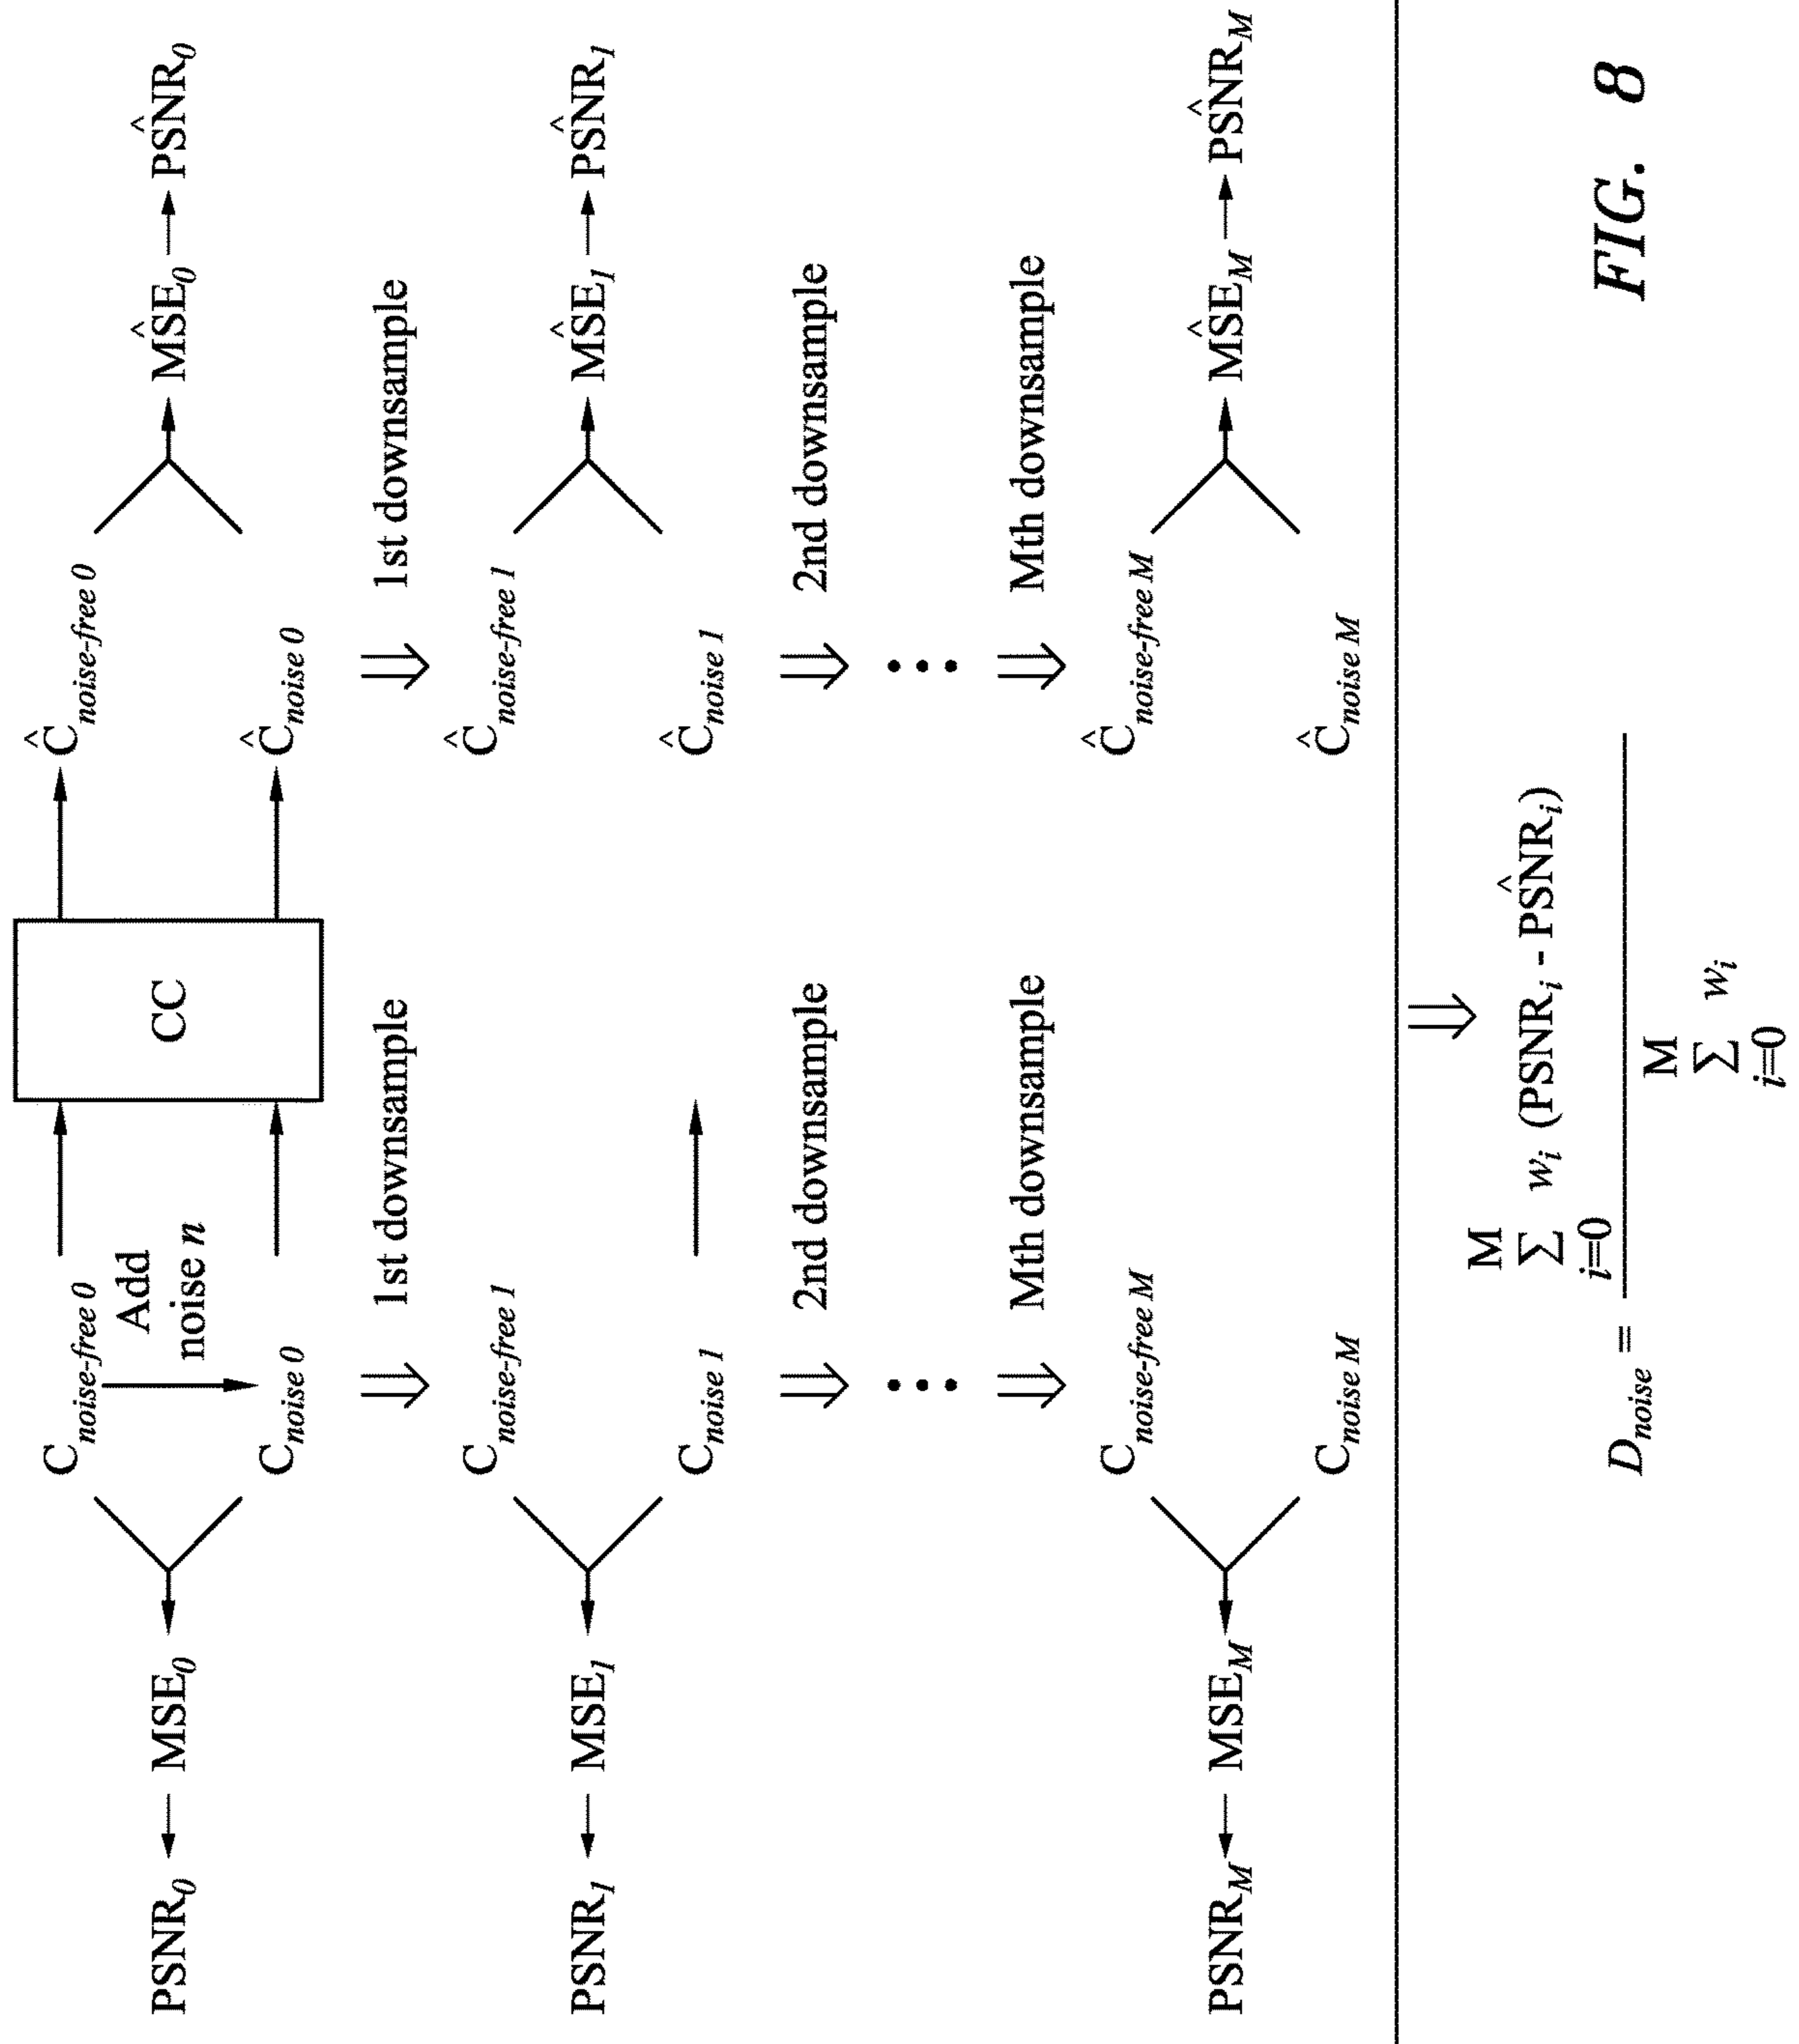 PSNR₀ ← MSE₀ C_noise-free 0 Ĉ_noise-free 0 MŜE₀ → PŜNR₀
Add
noise n
CC
C_noise 0 Ĉ_noise 0
⇓ 1st downsample ⇓ 1st downsample
PSNR₁ ← MSE₁ C_noise-free 1 Ĉ_noise-free 1 MŜE₁ → PŜNR₁
C_noise 1 → Ĉ_noise 1
⇓ 2nd downsample ⇓ 2nd downsample
⇓ Mth downsample ⇓ Mth downsample
PSNR_M ← MSE_M C_noise-free M Ĉ_noise-free M MŜE_M → PŜNR_M
C_noise M Ĉ_noise M
⇓
M
Σ w_i (PSNR_i - PŜNR_i)
i=0
D_noise =
M
Σ w_i
i=0
FIG. 8